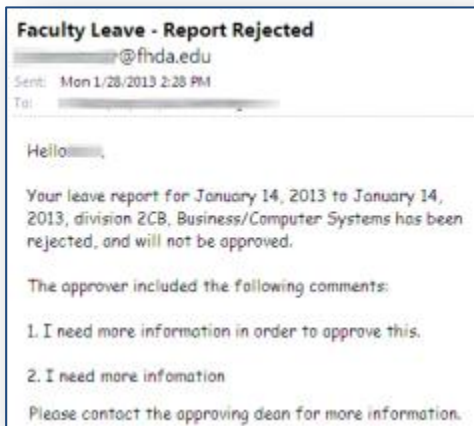 Faculty Leave - Report Rejected
@fhda.edu
Sent: Mon 1/28/2013 2:28 PM
To:
Hello
Your leave report for January 14, 2013 to January 14,
2013, division 2CB, Business/Computer Systems has been
rejected, and will not be approved.
The approver included the following comments:
1. I need more information in order to approve this.
2. I need more infomation
Please contact the approving dean for more information.